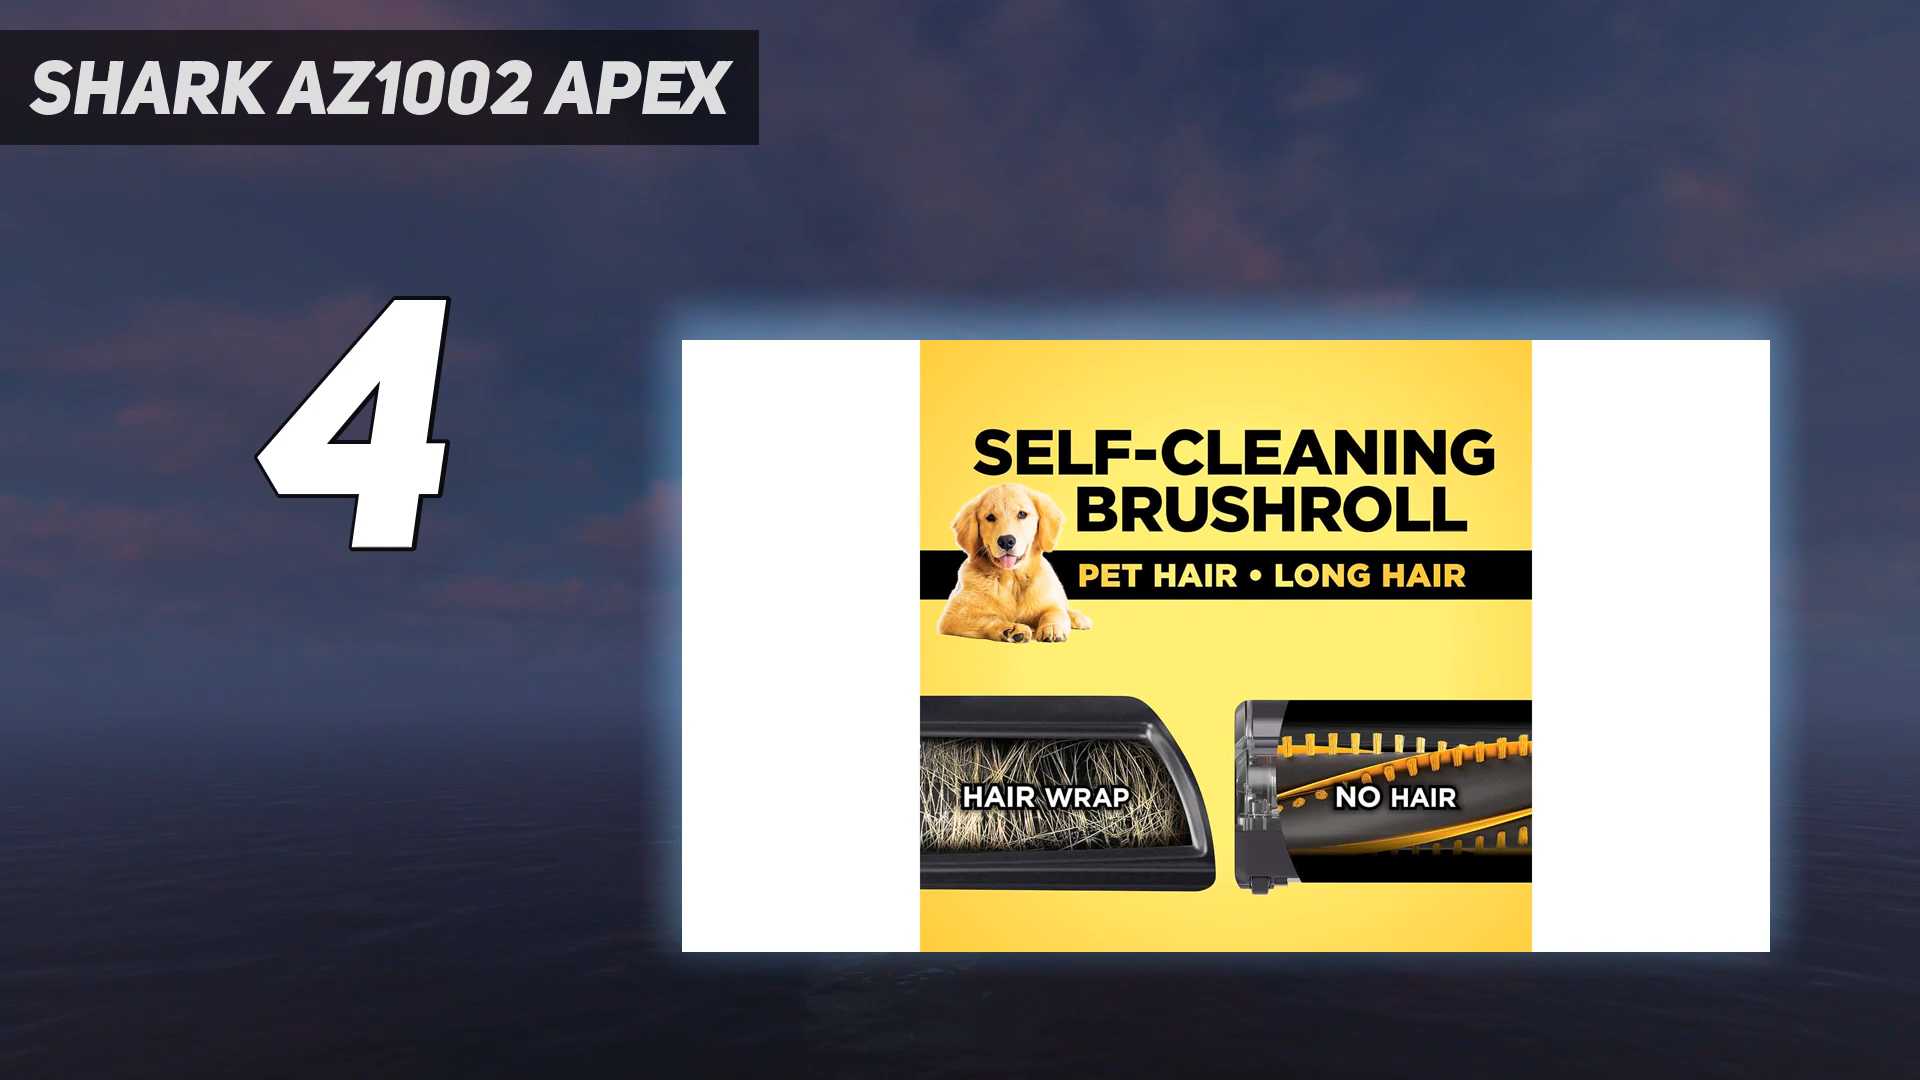 SHARK AZ1002 APEX
4
SELF-CLEANING
BRUSHROLL
PET HAIR • LONG HAIR
HAIR WRAP
NO HAIR